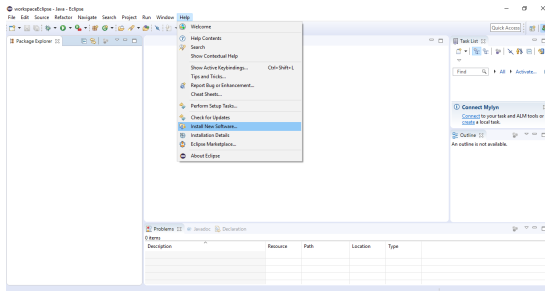 workspaceEclipse - Java - Eclipse
File Edit Source Refactor Navigate Search Project Run Window Help
Quick Access
Package Explorer
Welcome
Help Contents
Search
Show Contextual Help
Show Active Keybindings... Ctrl+Shift+L
Tips and Tricks...
Report Bug or Enhancement...
Cheat Sheets...
Perform Setup Tasks...
Check for Updates
Install New Software...
Installation Details
Eclipse Marketplace...
About Eclipse
Task List
Find All Activate...
Connect Mylyn
Connect to your task and ALM tools or
create a local task.
Outline
An outline is not available.
Problems Javadoc Declaration
0 items
Description Resource Path Location Type